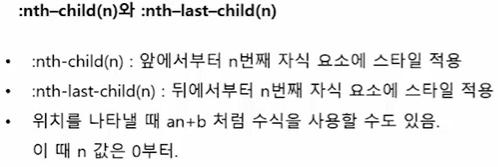 :nth–child(n)와 :nth–last–child(n)
• :nth-child(n) : 앞에서부터 n번째 자식 요소에 스타일 적용
• :nth-last-child(n) : 뒤에서부터 n번째 자식 요소에 스타일 적용
• 위치를 나타낼 때 an+b 처럼 수식을 사용할 수도 있음.
이 때 n 값은 0부터.